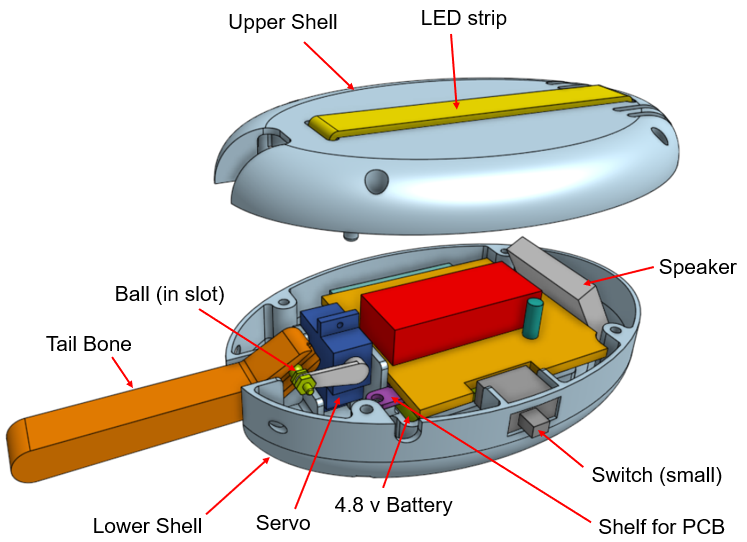 Upper Shell
LED strip
Speaker
Ball (in slot)
Tail Bone
Switch (small)
4.8 v Battery
Lower Shell
Servo
Shelf for PCB